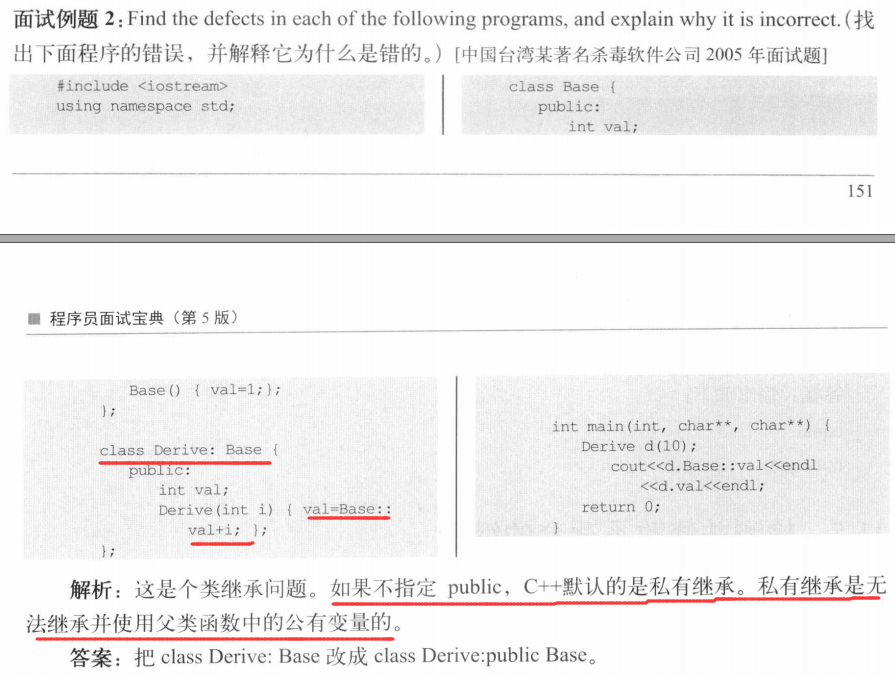 面试例题 2:Find the defects in each of the following programs, and explain why it is incorrect.(找
出下面程序的错误，并解释它为什么是错的。）[中国台湾某著名杀毒软件公司 2005 年面试题]
#include <iostream>
using namespace std;
class Base {
public:
int val;
151
程序员面试宝典（第 5 版）
Base() { val=1;};
};
class Derive: Base {
public:
int val;
Derive(int i) { val=Base::
val+i; };
};
int main(int, char**, char**) {
Derive d(10);
cout<<d.Base::val<<endl
<<d.val<<endl;
return 0;
}
解析：这是个类继承问题。如果不指定 public，C++默认的是私有继承。私有继承是无
法继承并使用父类函数中的公有变量的。
答案：把 class Derive: Base 改成 class Derive:public Base。